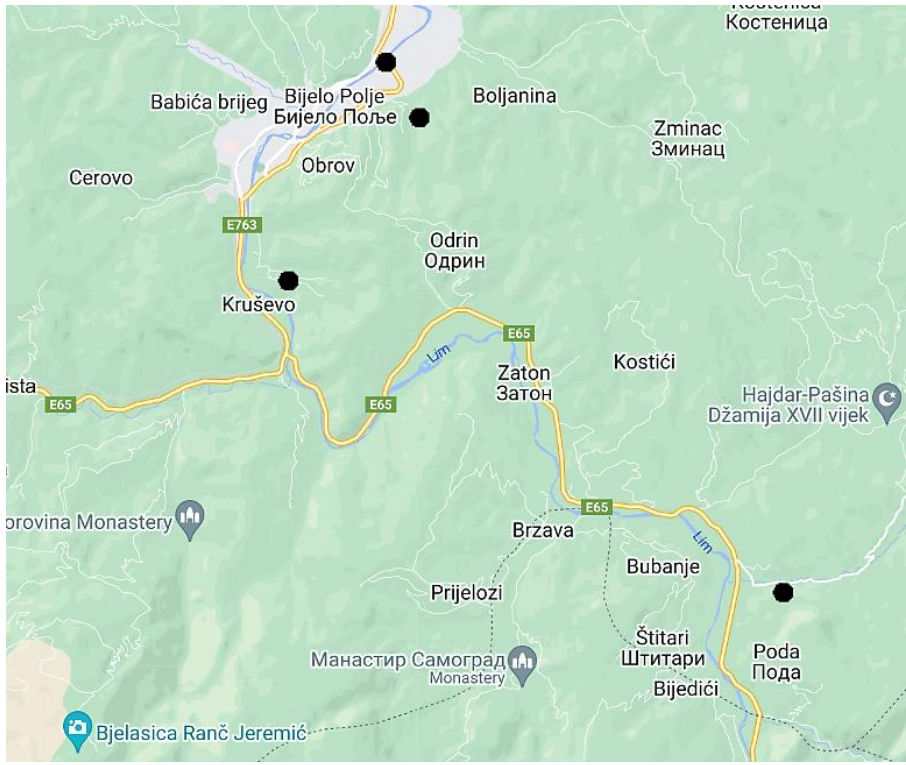 Костеница
Babića brijeg
Bijelo Polje
Бијело Поље
Boljanina
Zminac
Зминац
Cerovo
Obrov
E763
Odrin
Одрин
Kruševo
E65
Lim
Zaton
Затон
Kostići
ista
E65
E65
Hajdar-Pašina
Džamija XVII vijek
orovina Monastery
E65
Brzava
Lim
Bubanje
Prijelozi
Štitari
Штитари
Poda
Пода
Манастир Самоград
Monastery
Bijedići
Bjelasica Ranč Jeremić